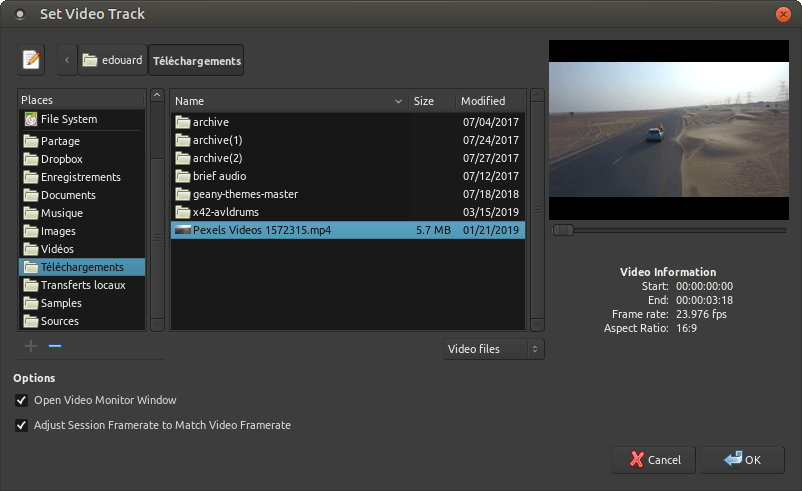 Set Video Track
edouard
Téléchargements
Places
File System
Partage
Dropbox
Enregistrements
Documents
Musique
Images
Vidéos
Téléchargements
Transferts locaux
Samples
Sources
Name Size Modified
archive 07/04/2017
archive(1) 07/24/2017
archive(2) 07/27/2017
brief audio 07/12/2017
geany-themes-master 07/18/2018
x42-avldrums 03/15/2019
Pexels Videos 1572315.mp4 5.7 MB 01/21/2019
Video files
Video Information
Start: 00:00:00:00
End: 00:00:03:18
Frame rate: 23.976 fps
Aspect Ratio: 16:9
Options
Open Video Monitor Window
Adjust Session Framerate to Match Video Framerate
Cancel
OK